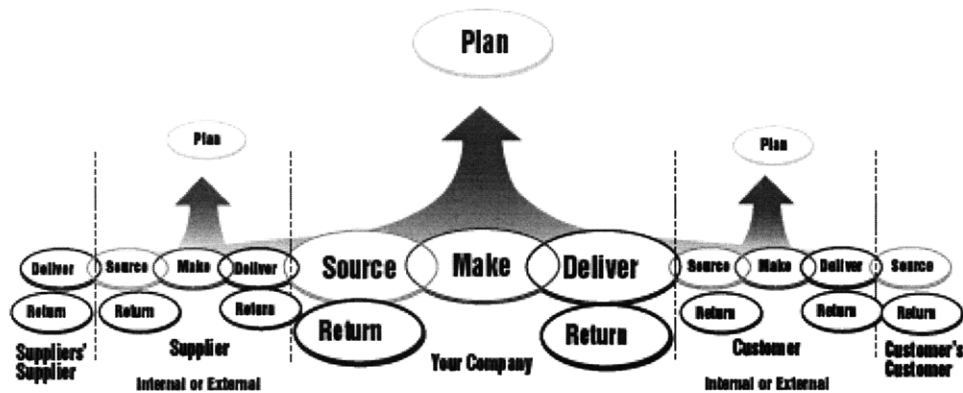 Plan
Plan
Plan
Deliver Source Make Deliver Source Make Deliver Source Make Deliver Source
Return Return Return Return Return Return Return Return
Suppliers'
Supplier
Supplier
Internal or External
Your Company
Customer
Internal or External
Customer's
Customer